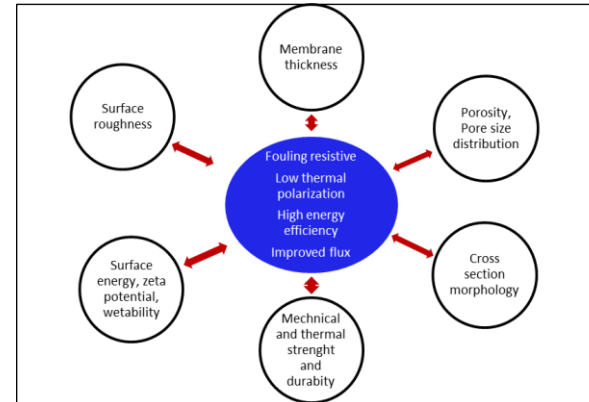 Membrane
thickness
Surface
roughness
Porosity,
Pore size
distribution
Fouling resistive
Low thermal
polarization
High energy
efficiency
Improved flux
Surface
energy, zeta
potential,
wetability
Cross
section
morphology
Mechnical
and thermal
strenght
and
durabity